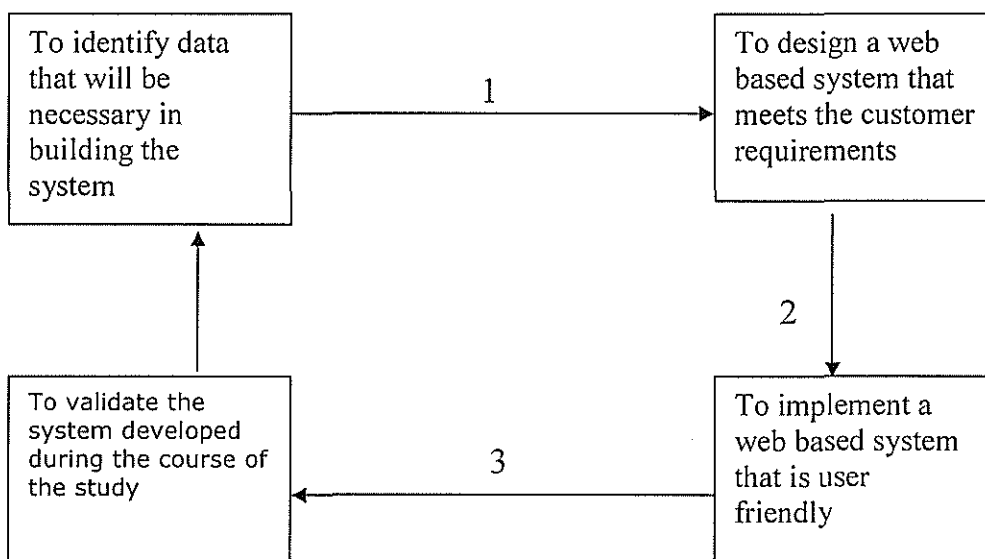 To identify data
that will be
necessary in
building the
system
1
To design a web
based system that
meets the customer
requirements
2
To implement a
web based system
that is user
friendly
3
To validate the
system developed
during the course of
the study